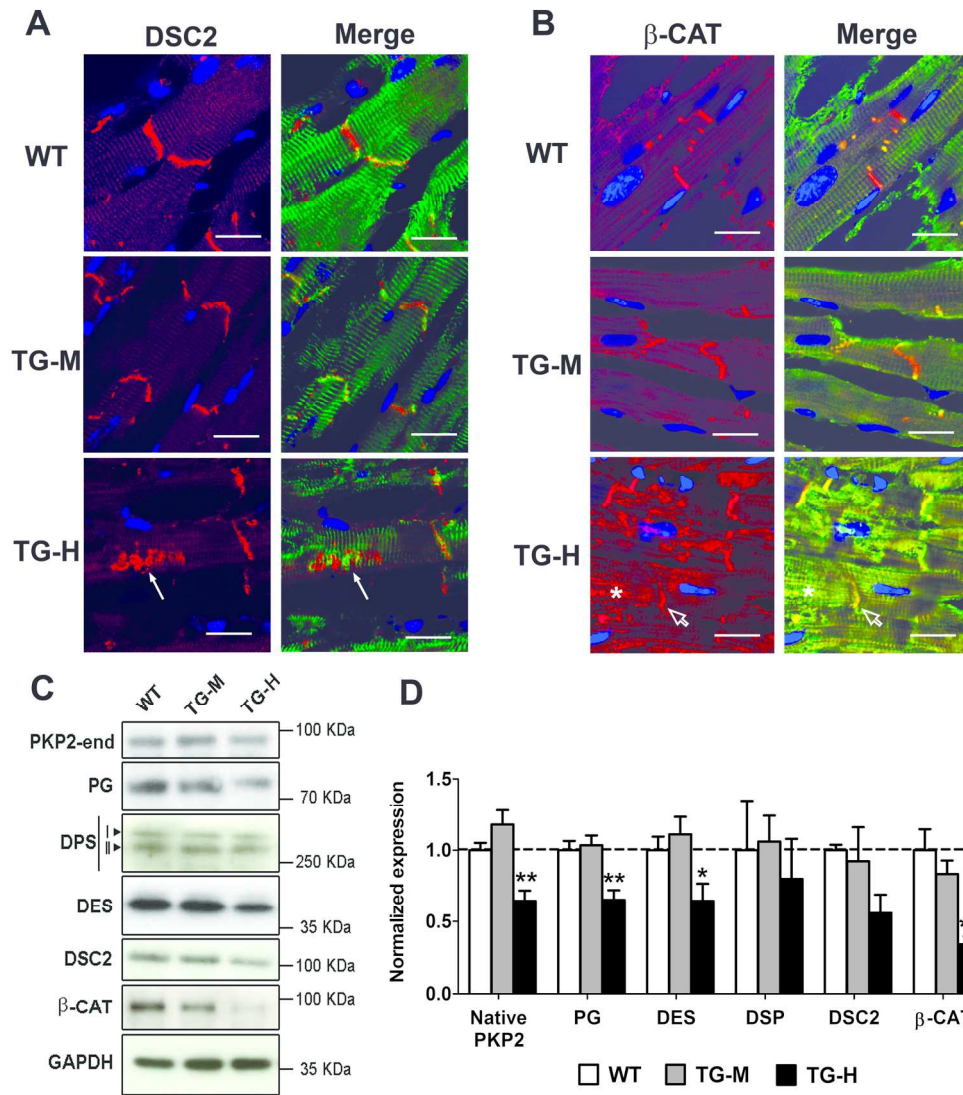 A
DSC2 Merge
WT
TG-M
TG-H
B
β-CAT Merge
WT
TG-M
TG-H
*
*
C
WT TG-M TG-H
PKP2-end 100 KDa
PG 70 KDa
DPS I II 250 KDa
DES 35 KDa
DSC2 100 KDa
β-CAT 100 KDa
GAPDH 35 KDa
D
Normalized expression
1.5
1.0
0.5
0.0
** ** *
Native PG DES DSP DSC2 β-CAT
PKP2
WT TG-M TG-H